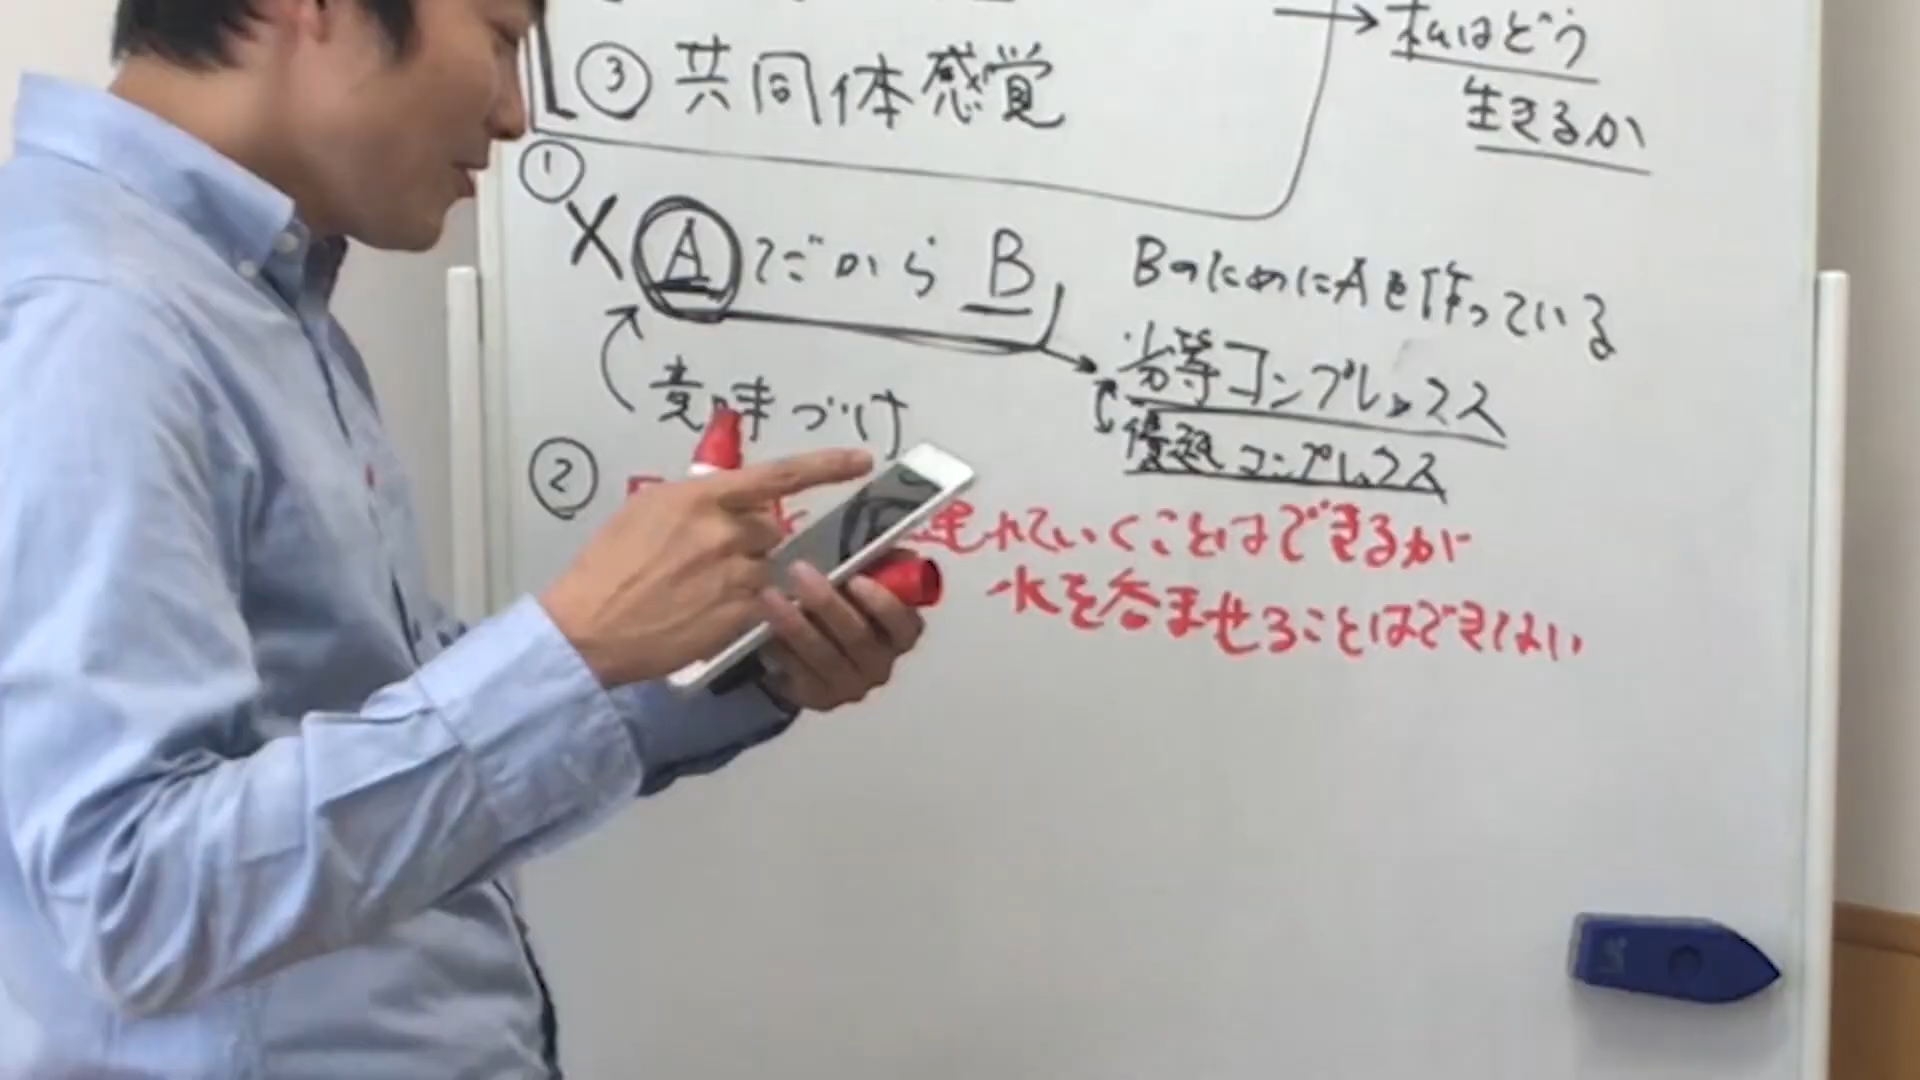 → 私はどう
生きるか
③ 共同体感覚
①
X A だから B
BのためにAを作っている
劣等コンプレックス
優越コンプレックス
意味づけ
②
連れていくことはできるが
水を呑ませることはできない